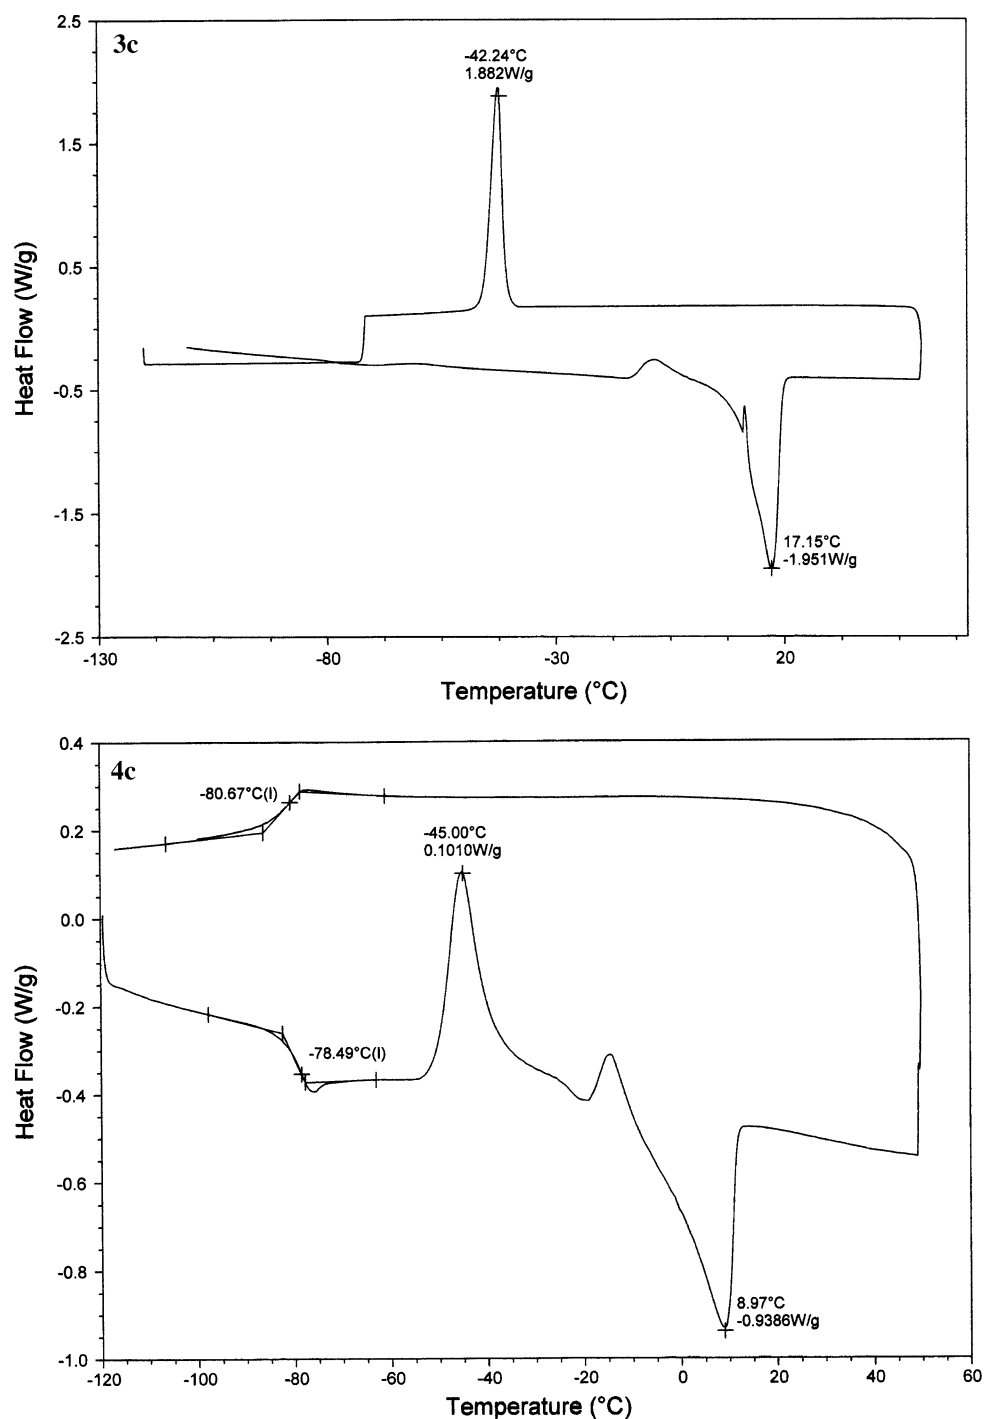 3c
2.5
1.5
0.5
-0.5
-1.5
-2.5
Heat Flow (W/g)
-42.24°C
1.882W/g
17.15°C
-1.951W/g
-130
-80
-30
20
Temperature (°C)
4c
0.4
0.2
0.0
-0.2
-0.4
-0.6
-0.8
-1.0
Heat Flow (W/g)
-80.67°C(I)
-45.00°C
0.1010W/g
-78.49°C(I)
8.97°C
-0.9386W/g
-120
-100
-80
-60
-40
-20
0
20
40
60
Temperature (°C)